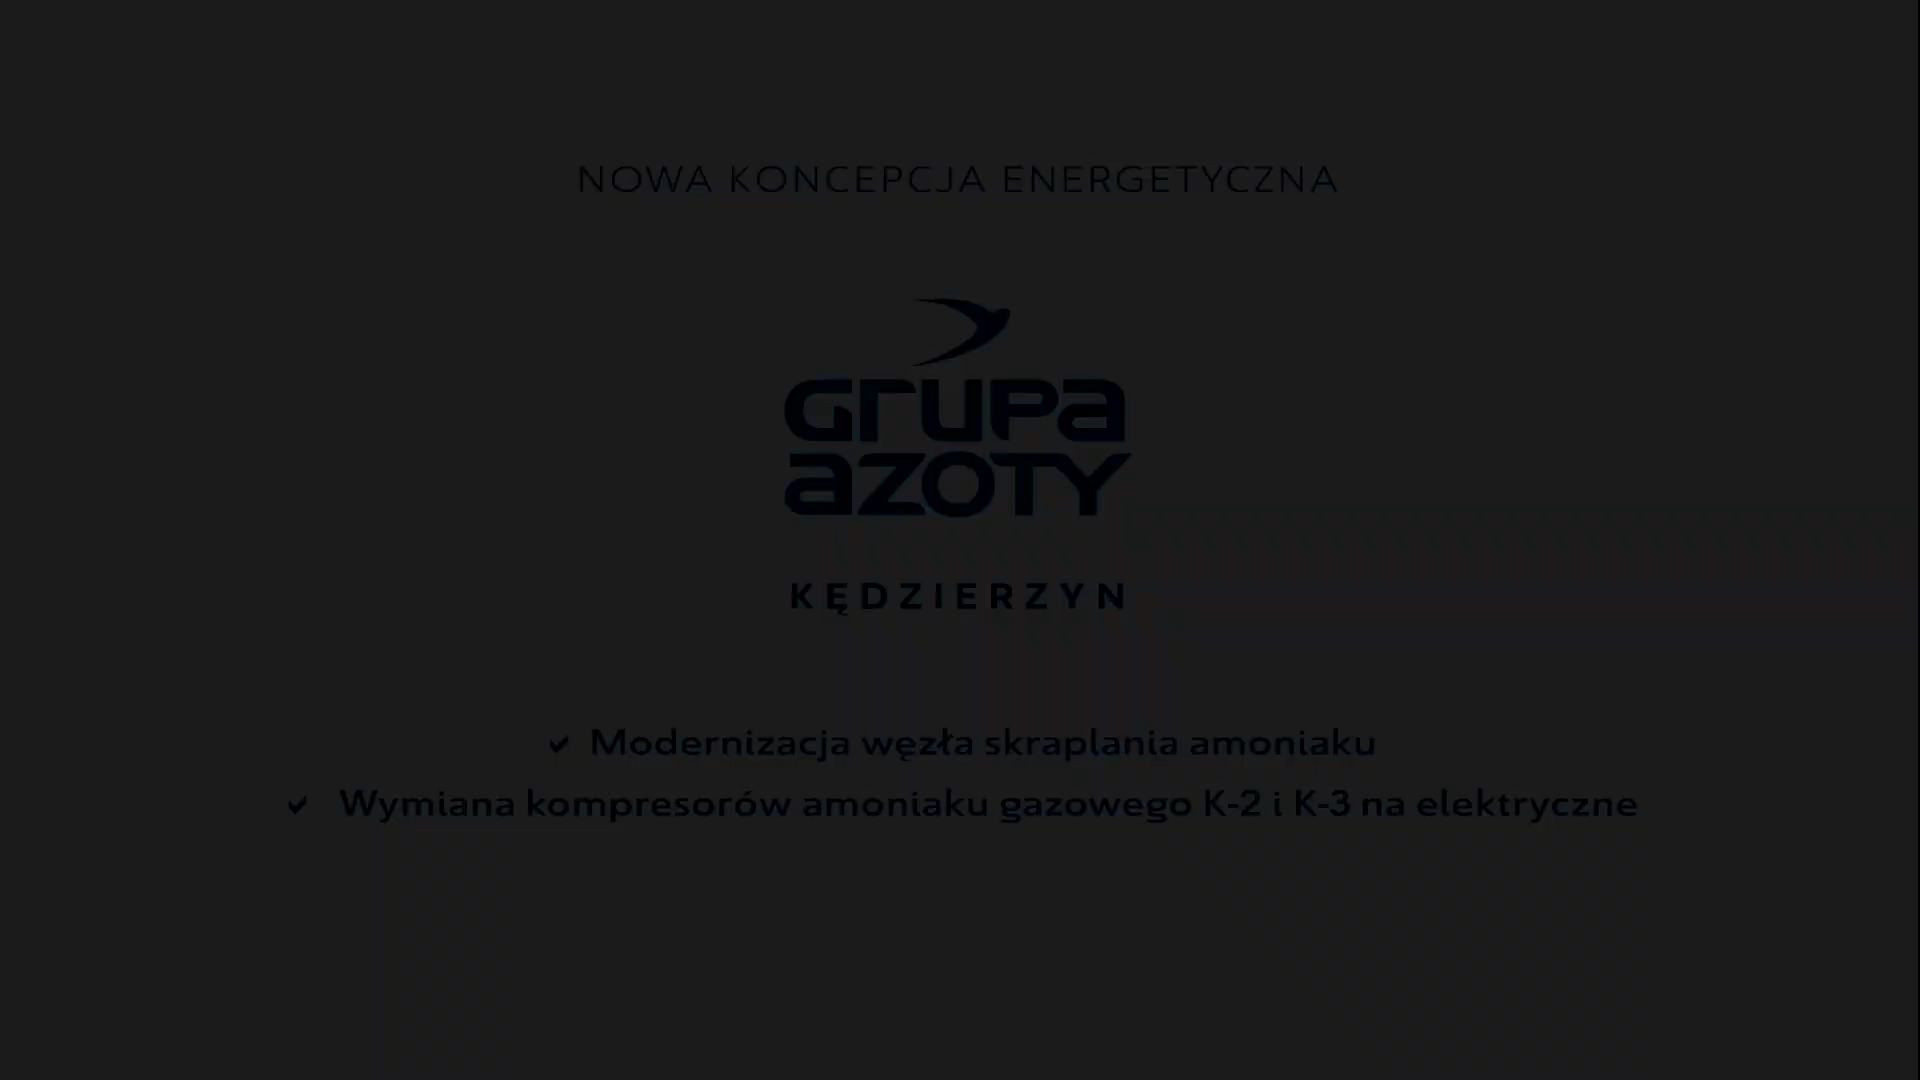 NOWA KONCEPCJA ENERGETYCZNA
GRUPA
AZOTY
KĘDZIERZYN
✓ Modernizacja węzła skraplania amoniaku
✓ Wymiana kompresorów amoniaku gazowego K-2 i K-3 na elektryczne